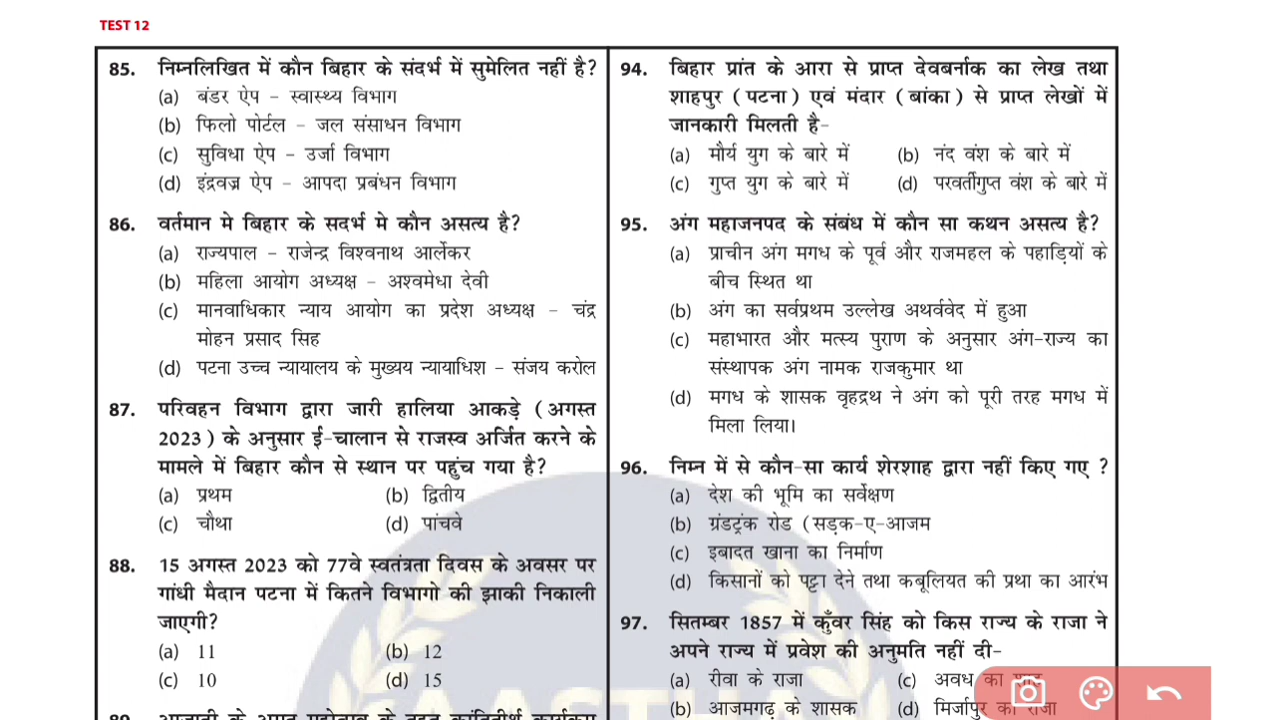 TEST 12
85. निम्नलिखित में कौन बिहार के संदर्भ में सुमेलित नहीं है?
(a) बंडर ऐप – स्वास्थ्य विभाग
(b) फिलो पोर्टल – जल संसाधन विभाग
(c) सुविधा ऐप – उर्जा विभाग
(d) इंद्रवज्र ऐप – आपदा प्रबंधन विभाग
86. वर्तमान मे बिहार के सदर्भ मे कौन असत्य है?
(a) राज्यपाल – राजेन्द्र विश्वनाथ आर्लेकर
(b) महिला आयोग अध्यक्ष – अश्वमेधा देवी
(c) मानवाधिकार न्याय आयोग का प्रदेश अध्यक्ष – चंद्र
मोहन प्रसाद सिह
(d) पटना उच्च न्यायालय के मुख्यय न्यायाधिश – संजय करोल
87. परिवहन विभाग द्वारा जारी हालिया आकड़े (अगस्त
2023) के अनुसार ई-चालान से राजस्व अर्जित करने के
मामले में बिहार कौन से स्थान पर पहुंच गया है?
(a) प्रथम (b) द्वितीय
(c) चौथा (d) पांचवे
88. 15 अगस्त 2023 को 77वे स्वतंत्रता दिवस के अवसर पर
गांधी मैदान पटना में कितने विभागो की झाकी निकाली
जाएगी?
(a) 11 (b) 12
(c) 10 (d) 15
94. बिहार प्रांत के आरा से प्राप्त देवबर्नाक का लेख तथा
शाहपुर (पटना) एवं मंदार (बांका) से प्राप्त लेखों में
जानकारी मिलती है-
(a) मौर्य युग के बारे में (b) नंद वंश के बारे में
(c) गुप्त युग के बारे में (d) परवर्तीगुप्त वंश के बारे में
95. अंग महाजनपद के संबंध में कौन सा कथन असत्य है?
(a) प्राचीन अंग मगध के पूर्व और राजमहल के पहाड़ियों के
बीच स्थित था
(b) अंग का सर्वप्रथम उल्लेख अथर्ववेद में हुआ
(c) महाभारत और मत्स्य पुराण के अनुसार अंग-राज्य का
संस्थापक अंग नामक राजकुमार था
(d) मगध के शासक वृहद्रथ ने अंग को पूरी तरह मगध में
मिला लिया।
96. निम्न में से कौन-सा कार्य शेरशाह द्वारा नहीं किए गए ?
(a) देश की भूमि का सर्वेक्षण
(b) ग्रंडट्रंक रोड (सड़क-ए-आजम
(c) इबादत खाना का निर्माण
(d) किसानों को पट्टा देने तथा कबूलियत की प्रथा का आरंभ
97. सितम्बर 1857 में कुँवर सिंह को किस राज्य के राजा ने
अपने राज्य में प्रवेश की अनुमति नहीं दी-
(a) रीवा के राजा (c) अवध का
(b) आजमगढ़ के शासक (d) मिर्जापुर का राजा